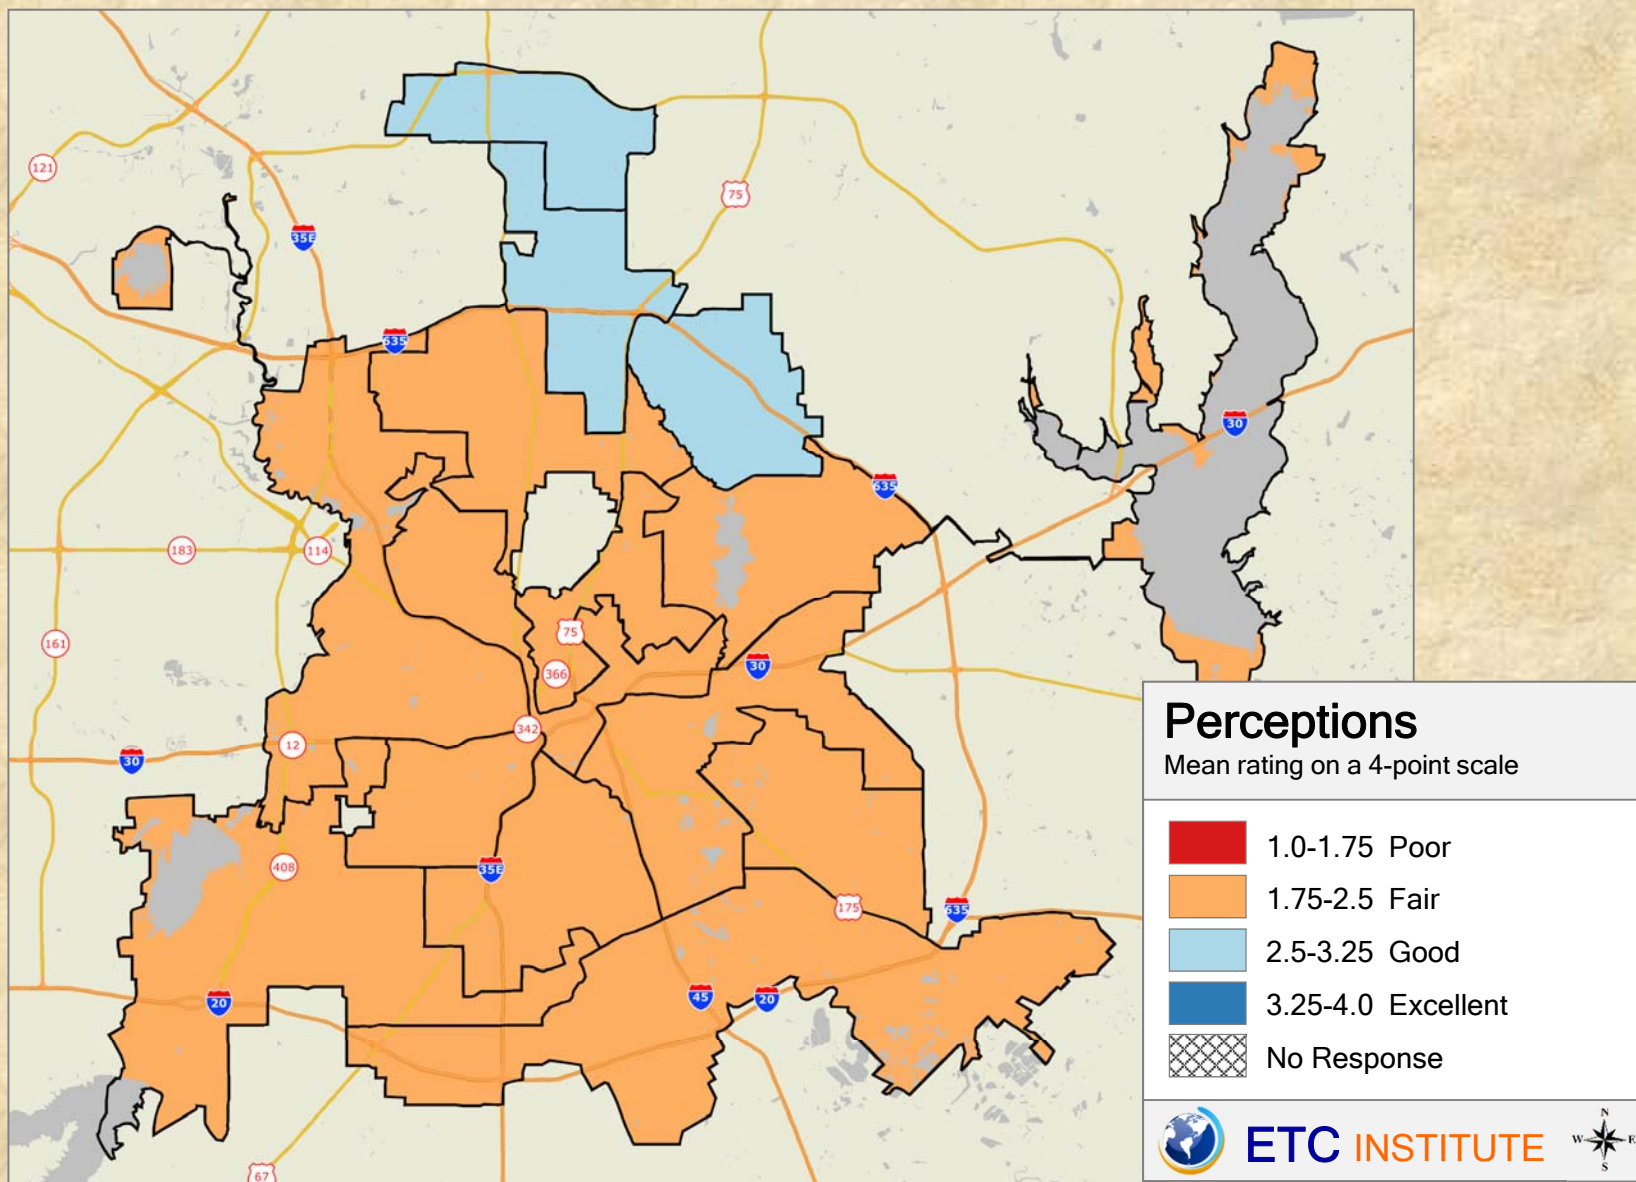 121
75
35E
635
30
635
183
114
161
75
366
30
342
12
30
408
35E
175
635
20
45
20
67
Perceptions
Mean rating on a 4-point scale
1.0-1.75 Poor
1.75-2.5 Fair
2.5-3.25 Good
3.25-4.0 Excellent
No Response
ETC INSTITUTE
N
W E
S